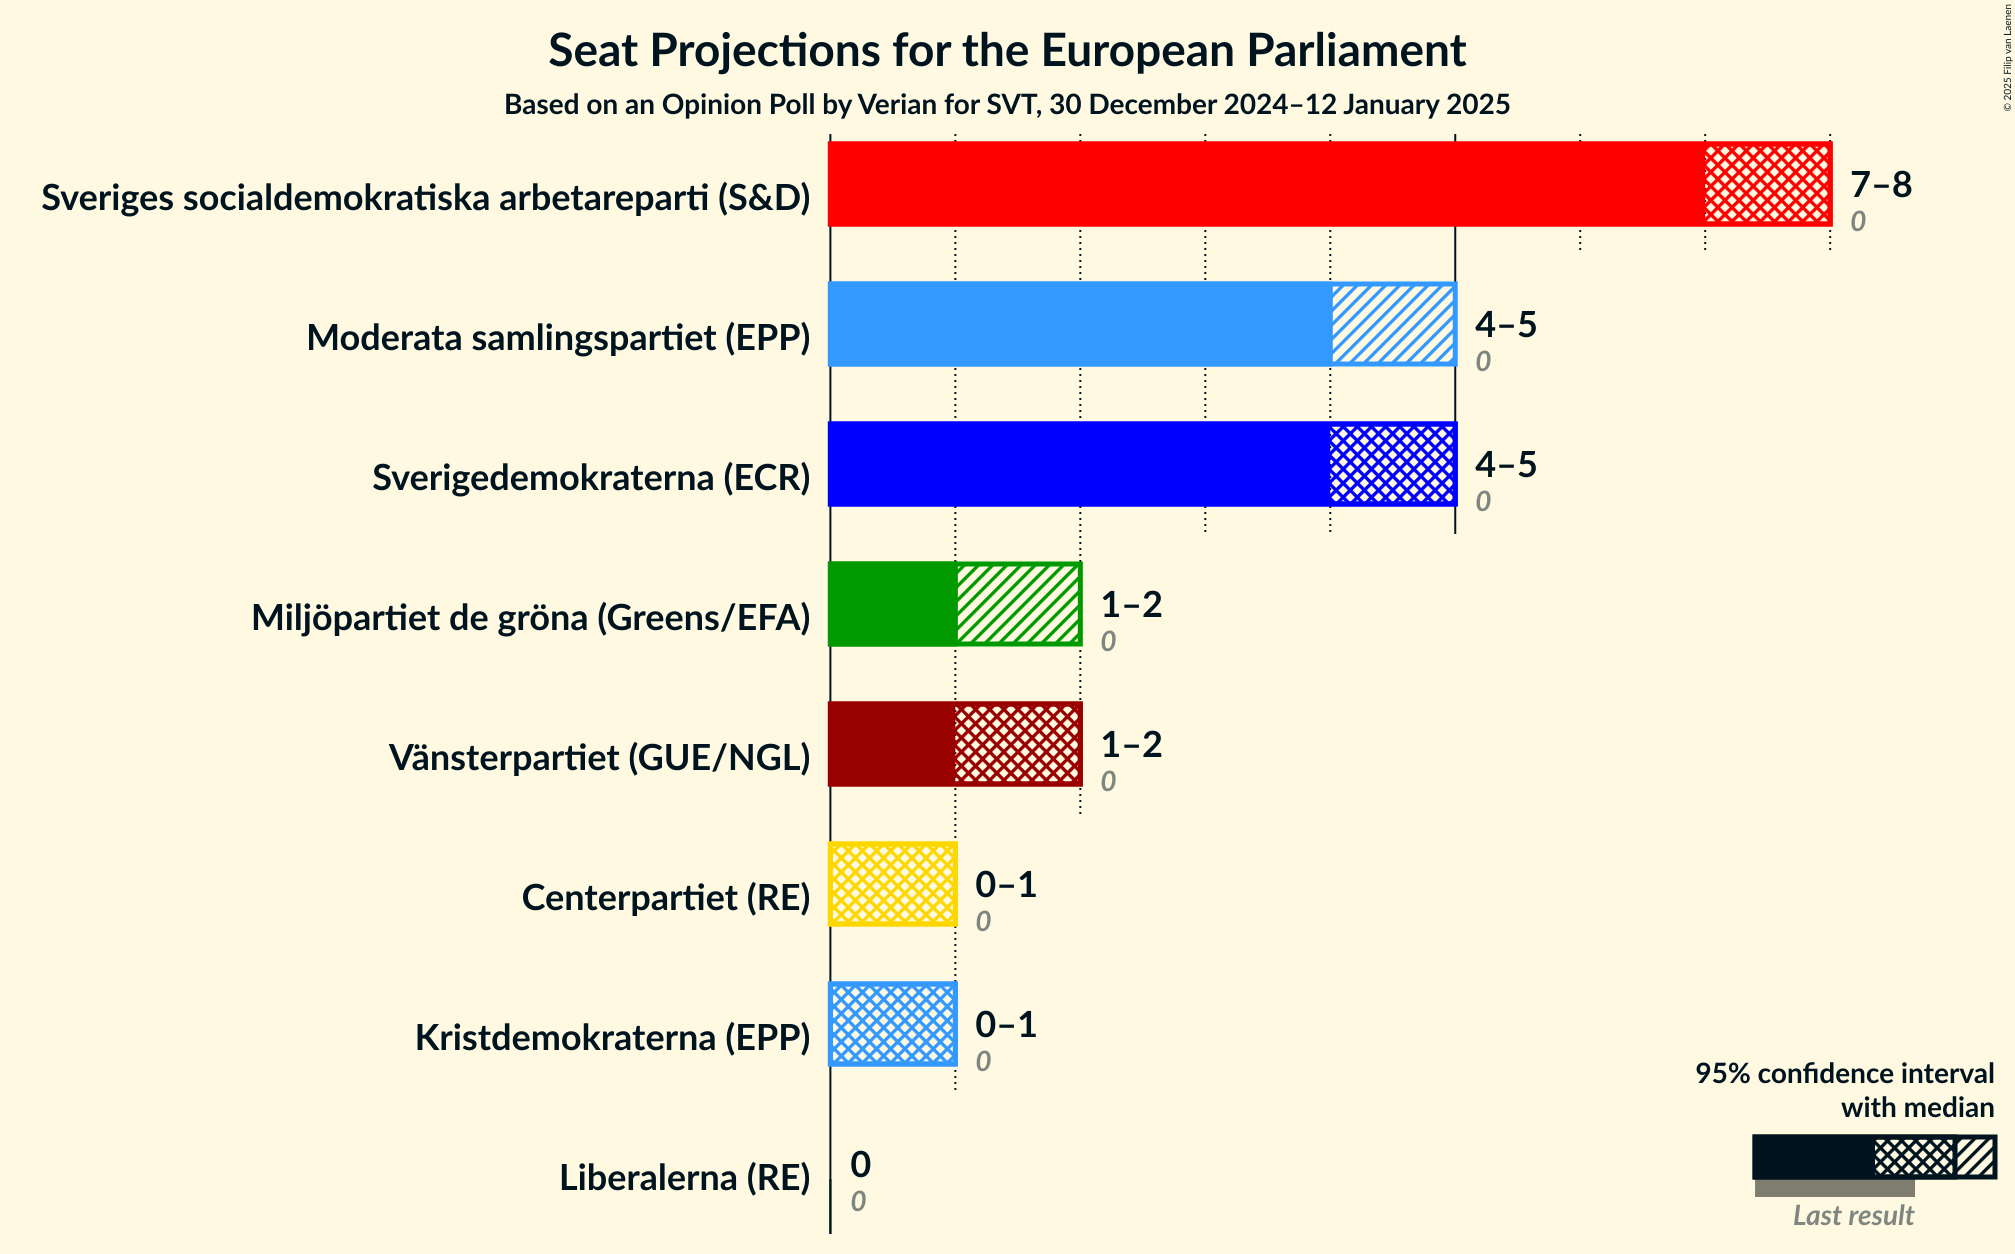 Seat Projections for the European Parliament
Based on an Opinion Poll by Verian for SVT, 30 December 2024–12 January 2025
© 2025 Filip van Laenen
Sveriges socialdemokratiska arbetareparti (S&D)
7–8
0
Moderata samlingspartiet (EPP)
4–5
0
Sverigedemokraterna (ECR)
4–5
0
Miljöpartiet de gröna (Greens/EFA)
1–2
0
Vänsterpartiet (GUE/NGL)
1–2
0
Centerpartiet (RE)
0–1
0
Kristdemokraterna (EPP)
0–1
0
Liberalerna (RE)
0
0
95% confidence interval
with median
Last result